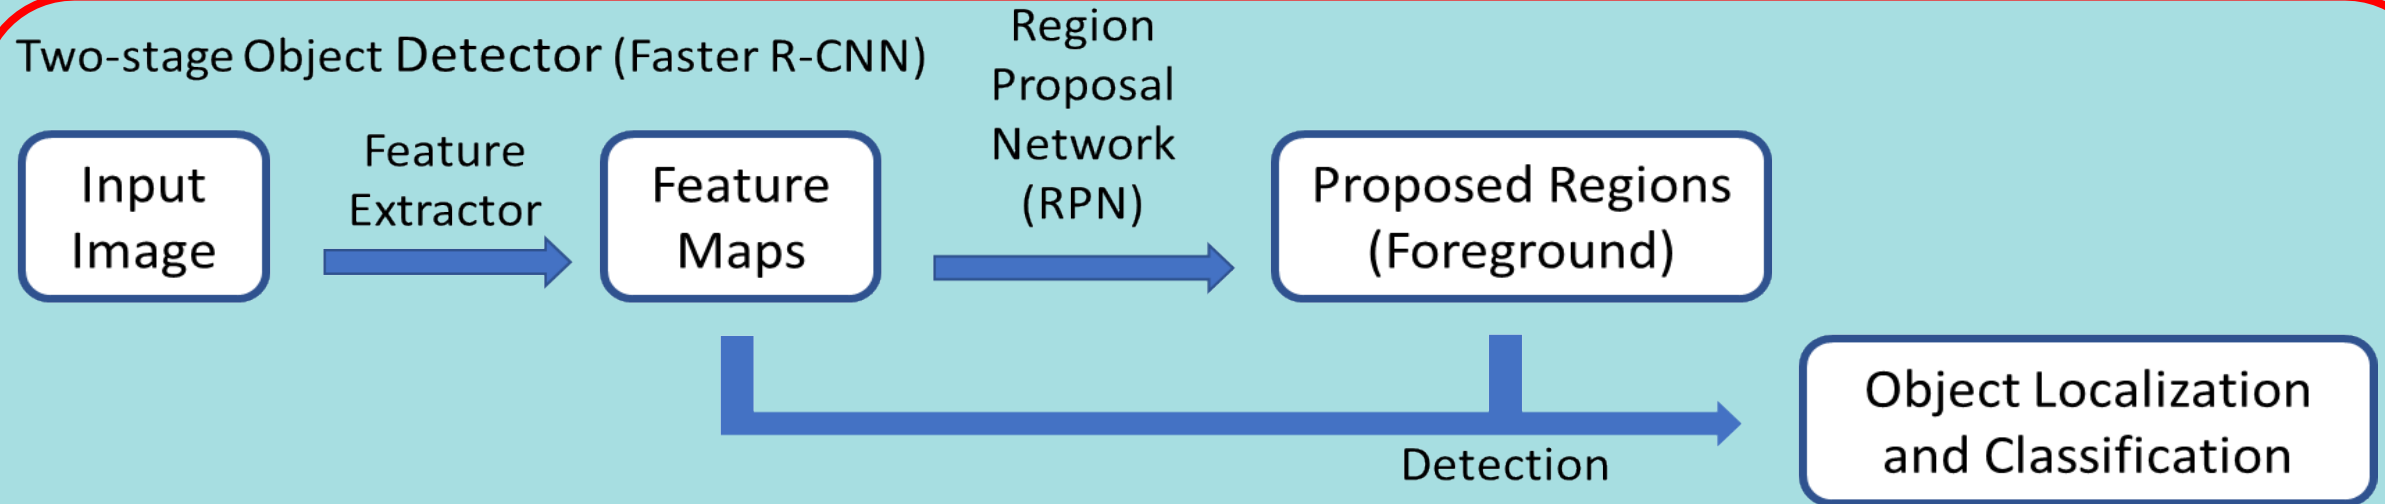 Two-stage Object Detector (Faster R-CNN)
Input
Image
Feature
Extractor
Feature
Maps
Region
Proposal
Network
(RPN)
Proposed Regions
(Foreground)
Detection
Object Localization
and Classification